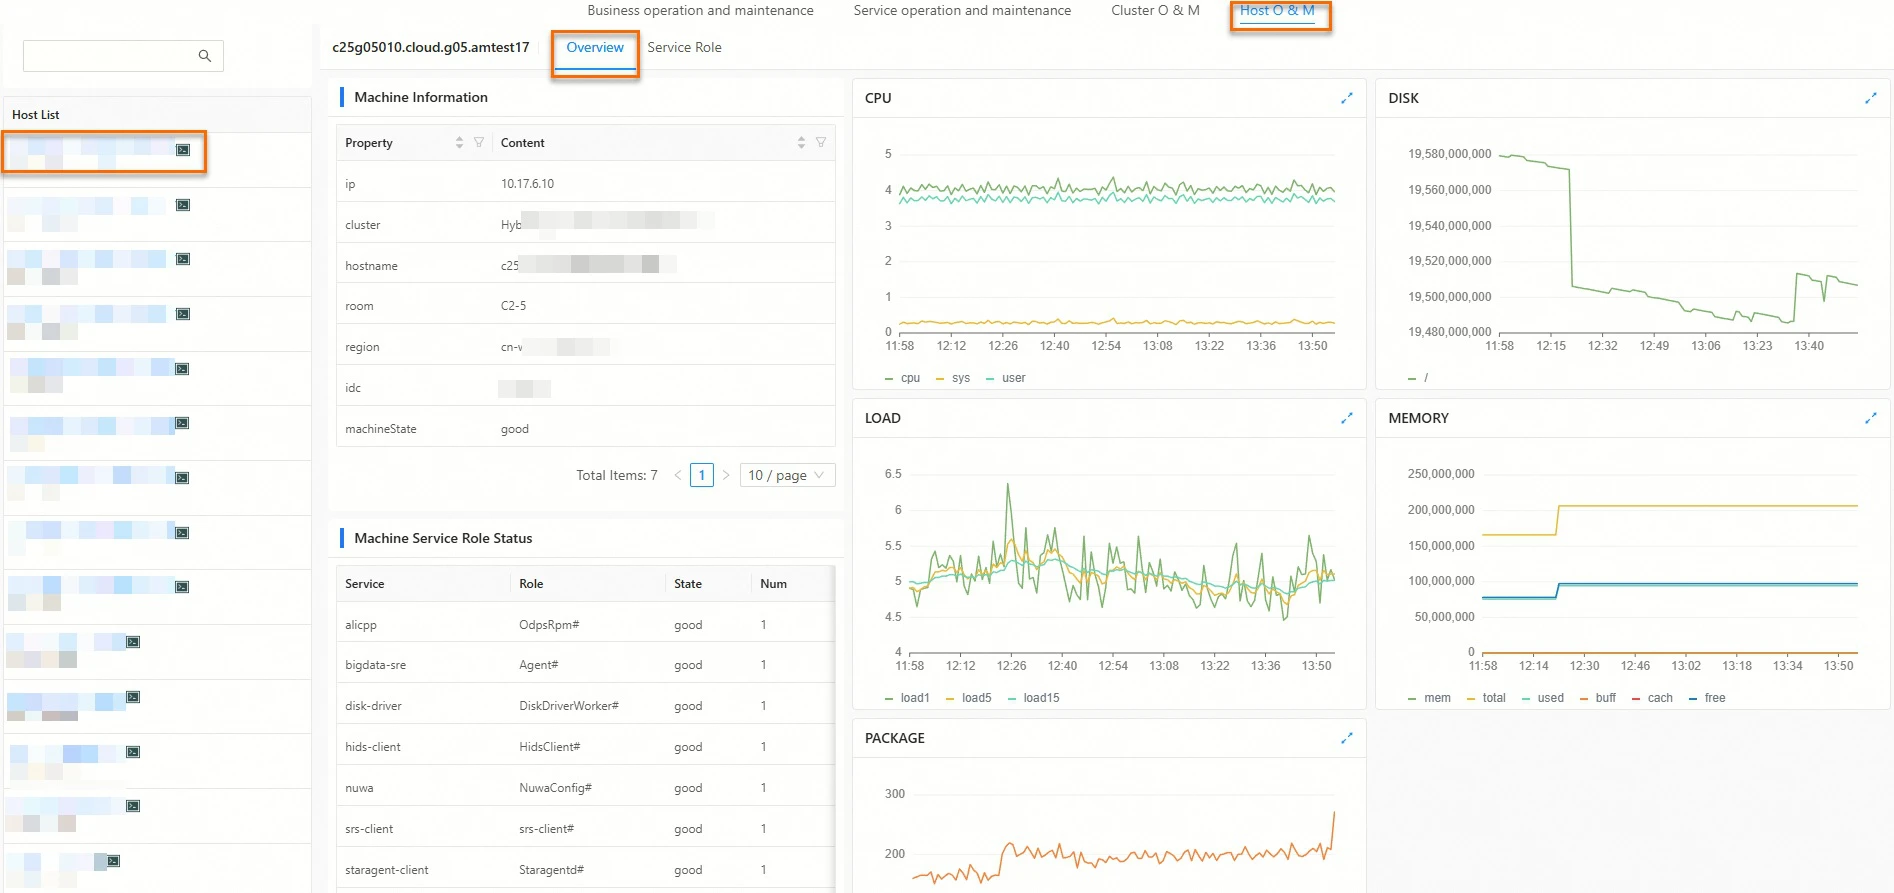 Business operation and maintenance Service operation and maintenance Cluster O & M Host O & M
c25g05010.cloud.g05.amtest17 Overview Service Role
Host List
Machine Information
Property Content
ip 10.17.6.10
cluster Hyb
hostname c25
room C2-5
region cn-
idc
machineState good
Total Items: 7 < 1 > 10 / page
Machine Service Role Status
Service Role State Num
alicpp OdpsRpm# good 1
bigdata-sre Agent# good 1
disk-driver DiskDriverWorker# good 1
hids-client HidsClient# good 1
nuwa NuwaConfig# good 1
srs-client srs-client# good 1
staragent-client Staragentd# good 1
CPU
5
4
3
2
1
0
11:58 12:12 12:26 12:40 12:54 13:08 13:22 13:36 13:50
cpu sys user
DISK
19,580,000,000
19,560,000,000
19,540,000,000
19,520,000,000
19,500,000,000
19,480,000,000
11:58 12:15 12:32 12:49 13:06 13:23 13:40
/
LOAD
6.5
6
5.5
5
4.5
4
11:58 12:12 12:26 12:40 12:54 13:08 13:22 13:36 13:50
load1 load5 load15
MEMORY
250,000,000
200,000,000
150,000,000
100,000,000
50,000,000
0
11:58 12:14 12:30 12:46 13:02 13:18 13:34 13:50
mem total used buff cach free
PACKAGE
300
200